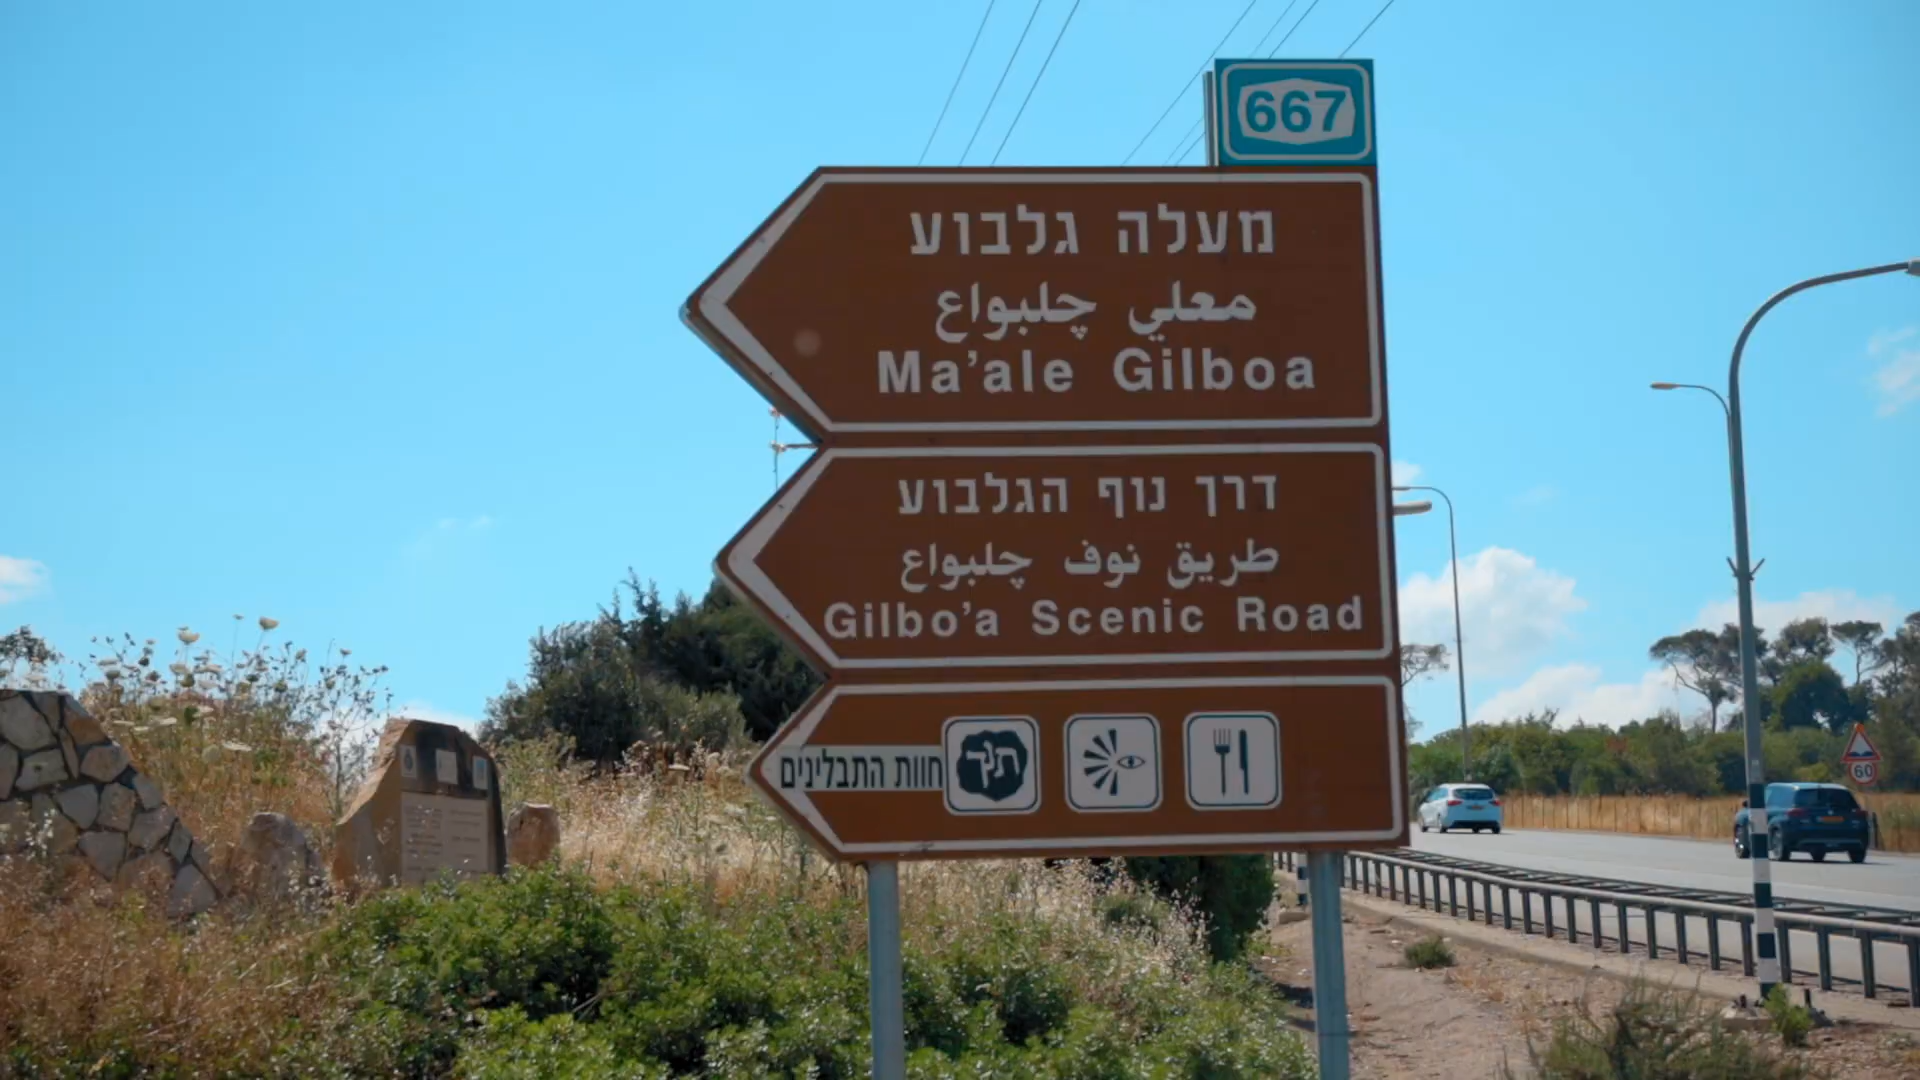 667
מעלה גלבוע
معلي چلبواع
Ma'ale Gilboa
דרך נוף הגלבוע
طريق نوف چلبواع
Gilbo'a Scenic Road
חוות התבלינים
תנך
60